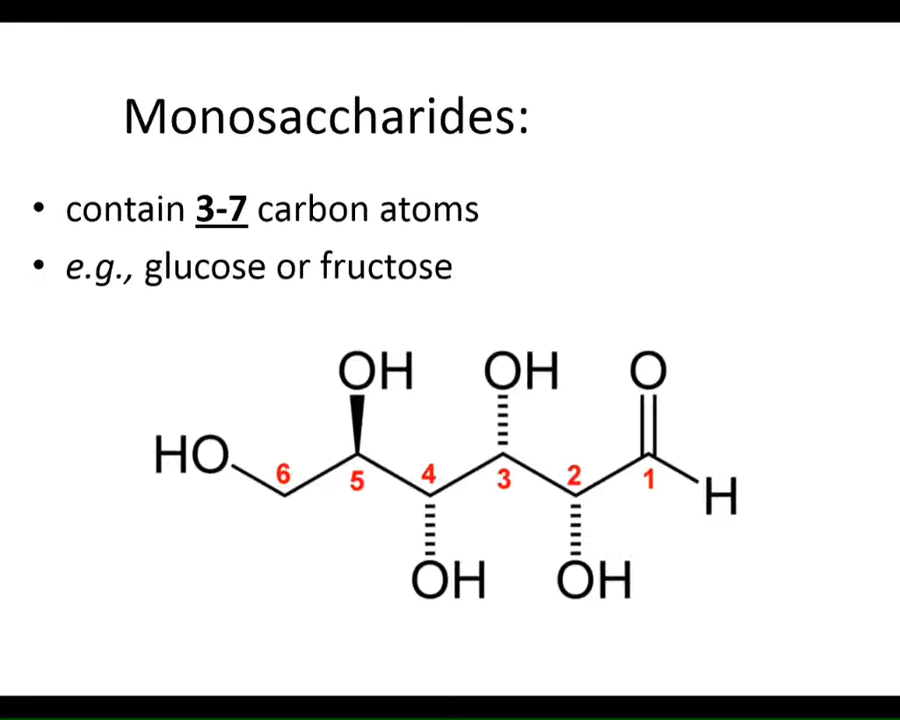 Monosaccharides:
• contain 3-7 carbon atoms
• e.g., glucose or fructose
OH OH O
HO 6 5 4 3 2 1 H
OH OH